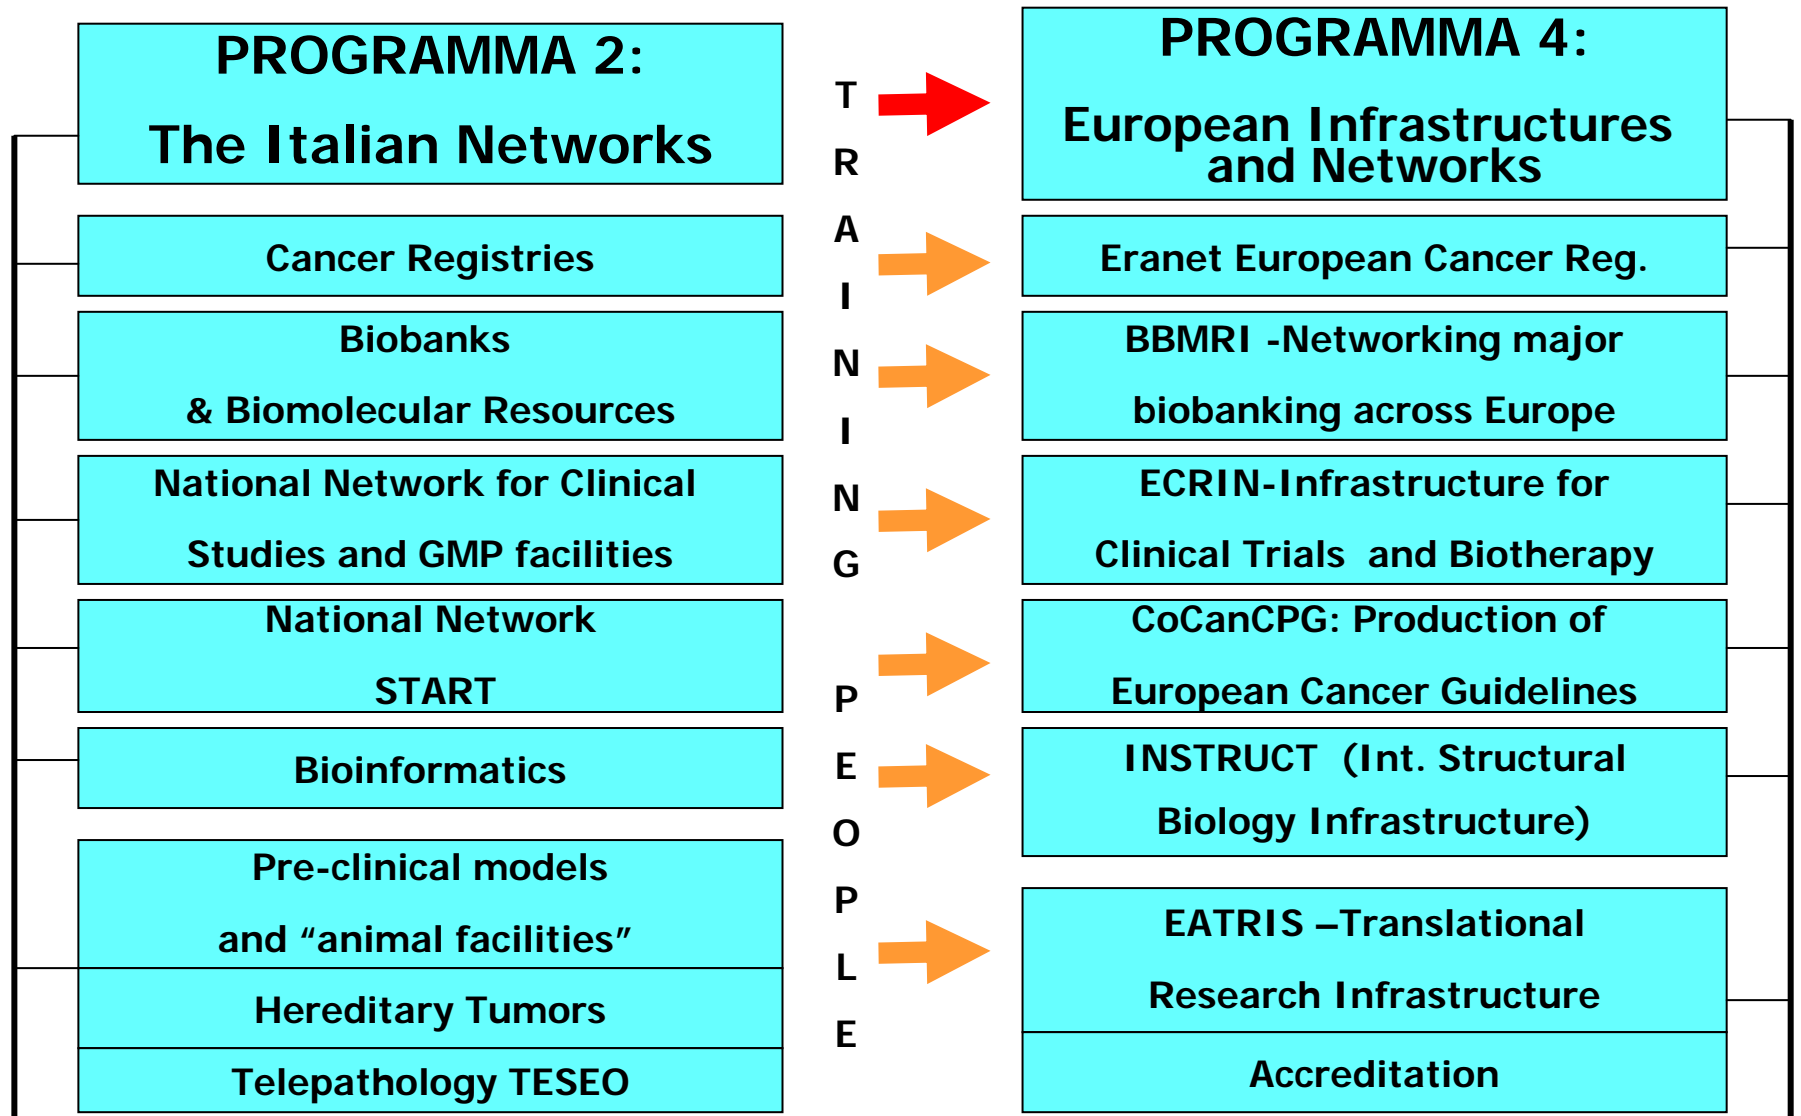 PROGRAMMA 2:
The Italian Networks
Cancer Registries
Biobanks
& Biomolecular Resources
National Network for Clinical
Studies and GMP facilities
National Network
START
Bioinformatics
Pre-clinical models
and “animal facilities”
Hereditary Tumors
Telepathology TESEO
T
R
A
I
N
I
N
G
P
E
O
P
L
E
PROGRAMMA 4:
European Infrastructures
and Networks
Eranet European Cancer Reg.
BBMRI -Networking major
biobanking across Europe
ECRIN-Infrastructure for
Clinical Trials and Biotherapy
CoCanCPG: Production of
European Cancer Guidelines
INSTRUCT (Int. Structural
Biology Infrastructure)
EATRIS –Translational
Research Infrastructure
Accreditation